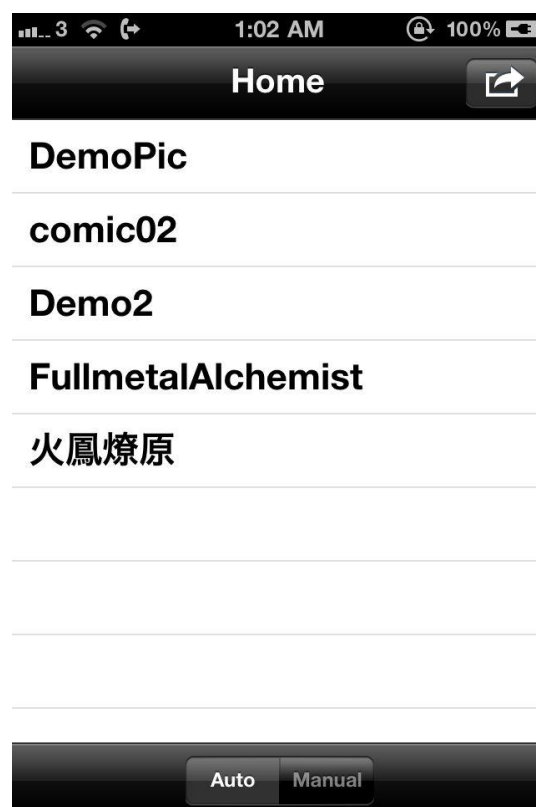 3 1:02 AM 100%
Home
DemoPic
comic02
Demo2
FullmetalAlchemist
火鳳燎原
Auto Manual